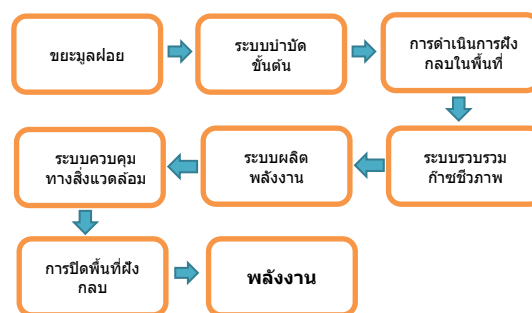 ขยะมูลฝอย
ระบบบำบัด
ขั้นต้น
การดำเนินการฝัง
กลบในพื้นที่
ระบบรวบรวม
ก๊าซชีวภาพ
ระบบผลิต
พลังงาน
ระบบควบคุม
ทางสิ่งแวดล้อม
การปิดพื้นที่ฝัง
กลบ
พลังงาน